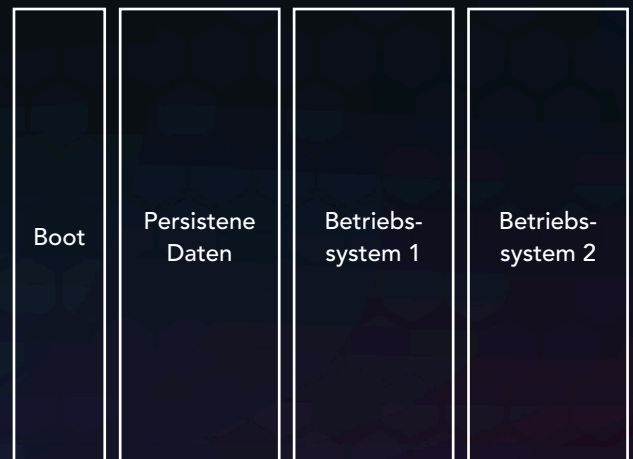 Boot
Persistene
Daten
Betriebs-
system 1
Betriebs-
system 2